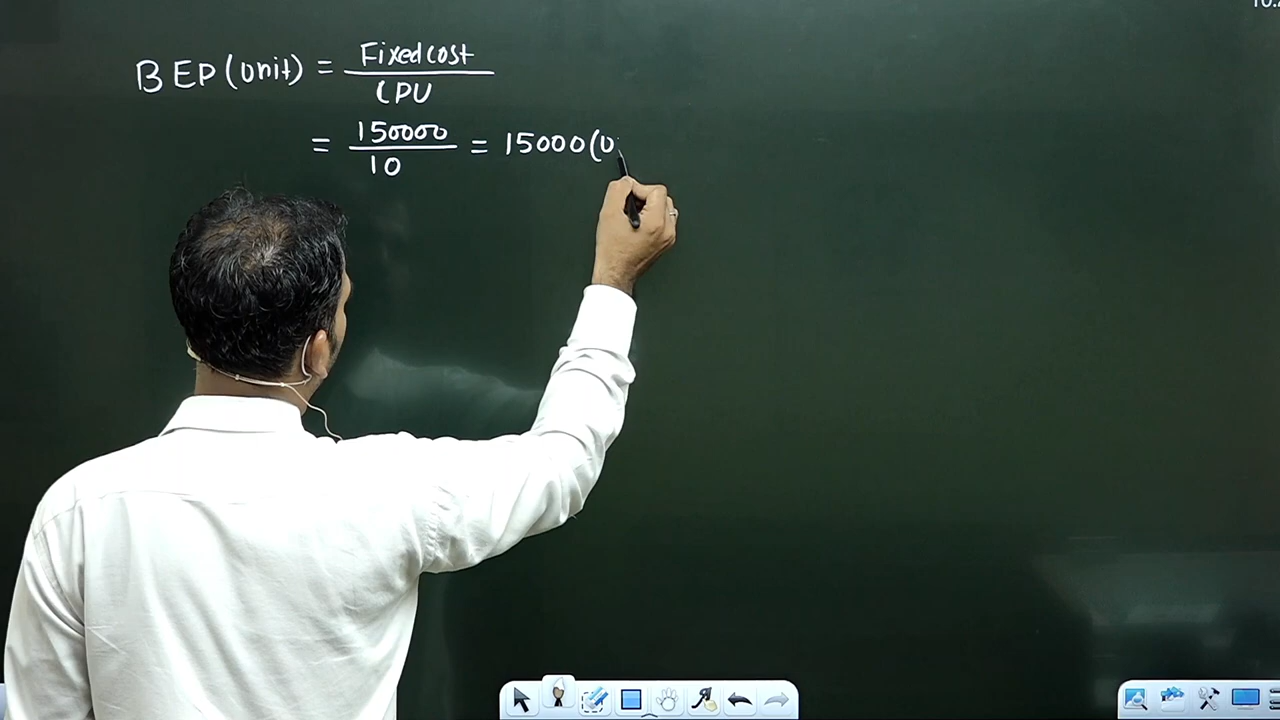 BEP (Unit) = Fixed cost / CPU
= 150000 / 10 = 15000 (U